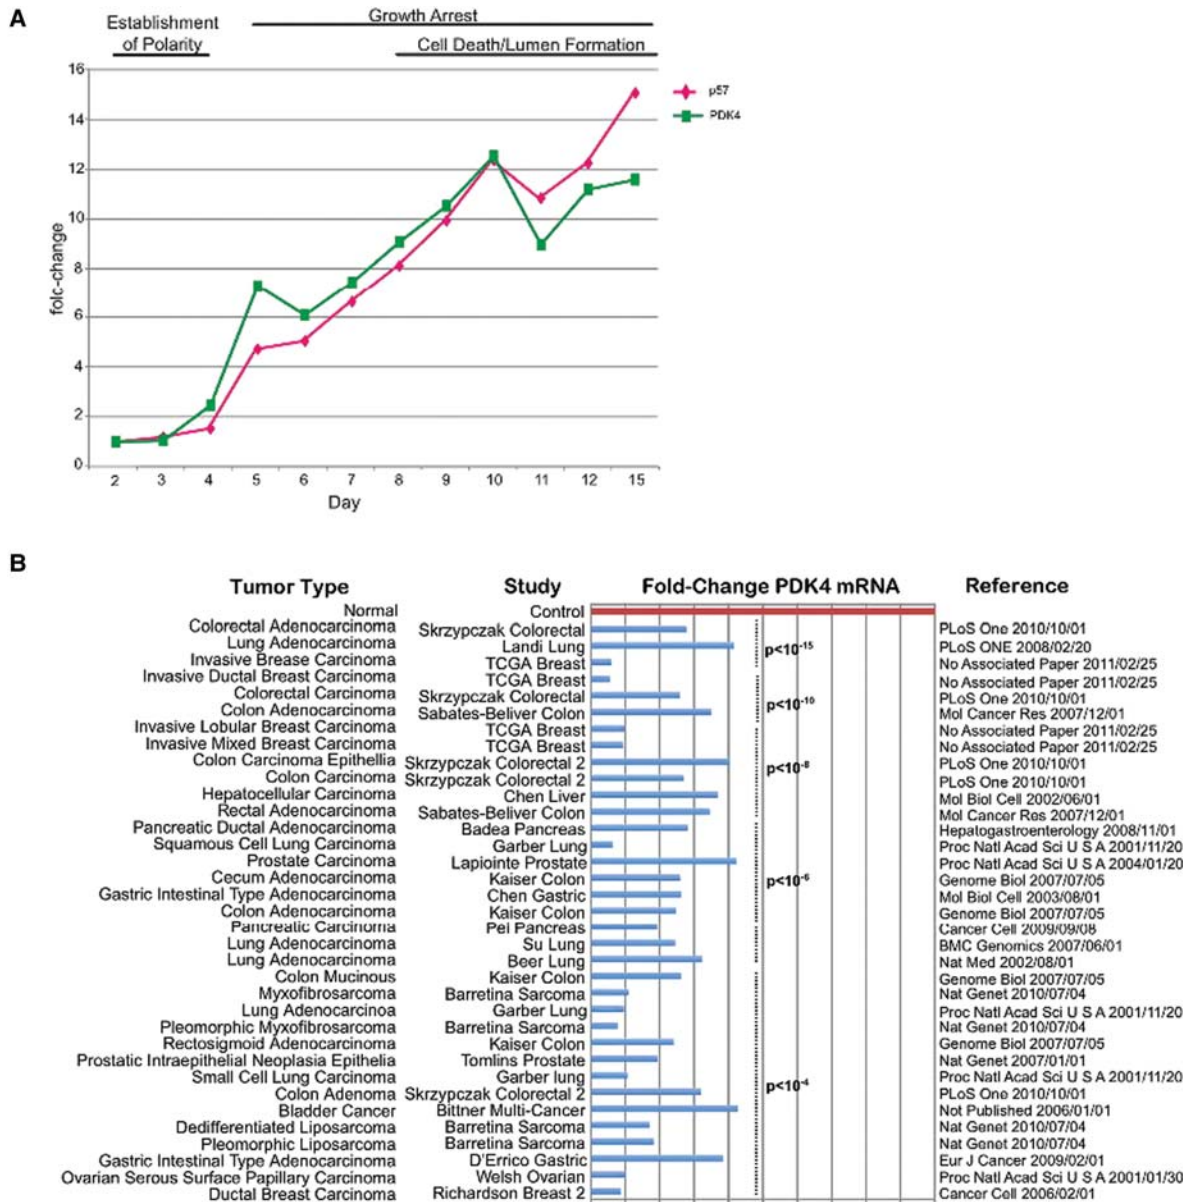 A
Establishment
of Polarity
Growth Arrest
Cell Death/Lumen Formation
16
14
12
10
8
6
4
2
0
folc-change
2 3 4 5 6 7 8 9 10 11 12 15
Day
p57
PDK4
B
Tumor Type Study Fold-Change PDK4 mRNA Reference
Normal Control
Colorectal Adenocarcinoma Skrzypczak Colorectal PLoS One 2010/10/01
Lung Adenocarcinoma Landi Lung p<10-15 PLoS ONE 2008/02/20
Invasive Brease Carcinoma TCGA Breast No Associated Paper 2011/02/25
Invasive Ductal Breast Carcinoma TCGA Breast No Associated Paper 2011/02/25
Colorectal Carcinoma Skrzypczak Colorectal p<10-10 PLoS One 2010/10/01
Colon Adenocarcinoma Sabates-Beliver Colon Mol Cancer Res 2007/12/01
Invasive Lobular Breast Carcinoma TCGA Breast No Associated Paper 2011/02/25
Invasive Mixed Breast Carcinoma TCGA Breast No Associated Paper 2011/02/25
Colon Carcinoma Epithellia Skrzypczak Colorectal 2 p<10-8 PLoS One 2010/10/01
Colon Carcinoma Skrzypczak Colorectal 2 PLoS One 2010/10/01
Hepatocellular Carcinoma Chen Liver Mol Biol Cell 2002/06/01
Rectal Adenocarcinoma Sabates-Beliver Colon Mol Cancer Res 2007/12/01
Pancreatic Ductal Adenocarcinoma Badea Pancreas Hepatogastroenterology 2008/11/01
Squamous Cell Lung Carcinoma Garber Lung Proc Natl Acad Sci U S A 2001/11/20
Prostate Carcinoma Lapiointe Prostate Proc Natl Acad Sci U S A 2004/01/20
Cecum Adenocarcinoma Kaiser Colon p<10-6 Genome Biol 2007/07/05
Gastric Intestinal Type Adenocarcinoma Chen Gastric Mol Biol Cell 2003/08/01
Colon Adenocarcinoma Kaiser Colon Genome Biol 2007/07/05
Pancreatic Carcinoma Pei Pancreas Cancer Cell 2009/09/08
Lung Adenocarcinoma Su Lung BMC Genomics 2007/06/01
Lung Adenocarcinoma Beer Lung Nat Med 2002/08/01
Colon Mucinous Kaiser Colon Genome Biol 2007/07/05
Myxofibrosarcoma Barretina Sarcoma Nat Genet 2010/07/04
Lung Adenocarinoa Garber Lung Proc Natl Acad Sci U S A 2001/11/20
Pleomorphic Myxofibrosarcoma Barretina Sarcoma Nat Genet 2010/07/04
Rectosigmoid Adenocarcinoma Kaiser Colon Genome Biol 2007/07/05
Prostatic Intraepithelial Neoplasia Epithelia Tomlins Prostate Nat Genet 2007/01/01
Small Cell Lung Carcinoma Garber lung Proc Natl Acad Sci U S A 2001/11/20
Colon Adenoma Skrzypczak Colorectal 2 p<10-4 PLoS One 2010/10/01
Bladder Cancer Bittner Multi-Cancer Not Published 2006/01/01
Dedifferentiated Liposarcoma Barretina Sarcoma Nat Genet 2010/07/04
Pleomorphic Liposarcoma Barretina Sarcoma Nat Genet 2010/07/04
Gastric Intestinal Type Adenocarcinoma D'Errico Gastric Eur J Cancer 2009/02/01
Ovarian Serous Surface Papillary Carcinoma Welsh Ovarian Proc Natl Acad Sci U S A 2001/01/30
Ductal Breast Carcinoma Richardson Breast 2 Cancer Cell 2006/02/01